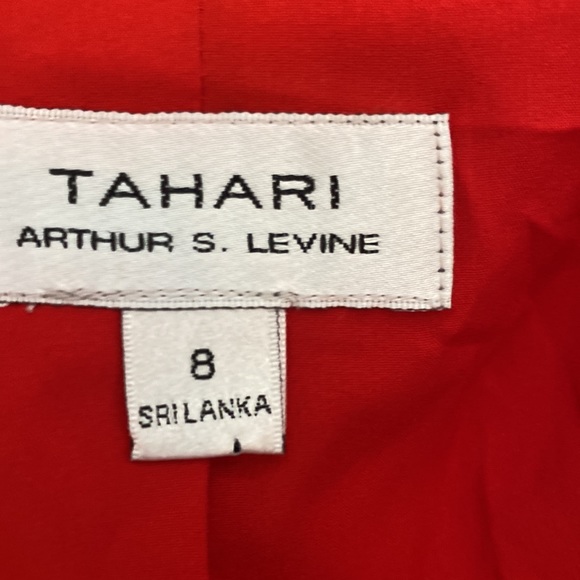 TAHARI
ARTHUR S. LEVINE
8
SRI LANKA